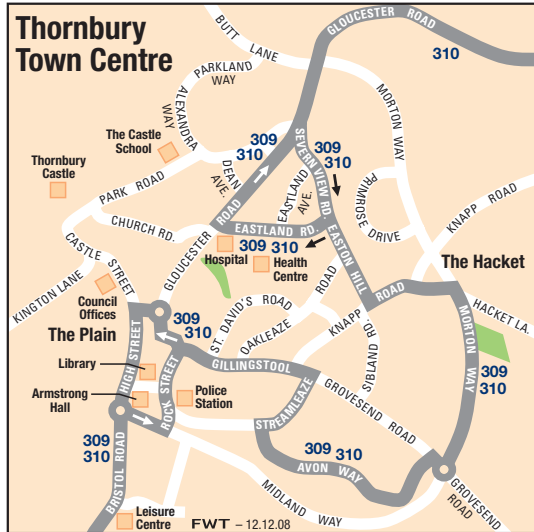 Thornbury
Town Centre
BUTT LANE
GLOUCESTER ROAD
310
PARKLAND
WAY
ALEXANDRA
WAY
MORTON WAY
The Castle
School
309
310
SEVERN VIEW RD.
309
310
Thornbury
Castle
DEAN
AVE.
EASTLAND
AVE.
PRIMROSE
DRIVE
KNAPP ROAD
PARK ROAD
CHURCH RD.
GLOUCESTER ROAD
EASTLAND RD.
EASTON HILL ROAD
CASTLE STREET
Hospital
309 310
Health
Centre
The Hacket
KINGTON LANE
Council
Offices
ST. DAVID'S ROAD
OAKLEAZE
ROAD
KNAPP
SIBLAND RD
HACKET LA.
The Plain
309
310
MORTON WAY
HIGH STREET
Library
ROCK STREET
GILLINGSTOOL
GROVESEND ROAD
309
310
Armstrong
Hall
Police
Station
STREAMLEAZE
309
310
309 310
AVON WAY
BRISTOL ROAD
MIDLAND WAY
GROVESEND
ROAD
Leisure
Centre
FWT – 12.12.08